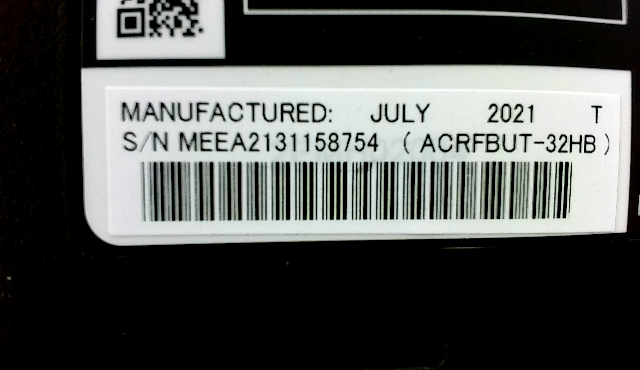 MANUFACTURED: JULY 2021 T
S/N MEEA2131158754 ( ACRFBUT-32HB )